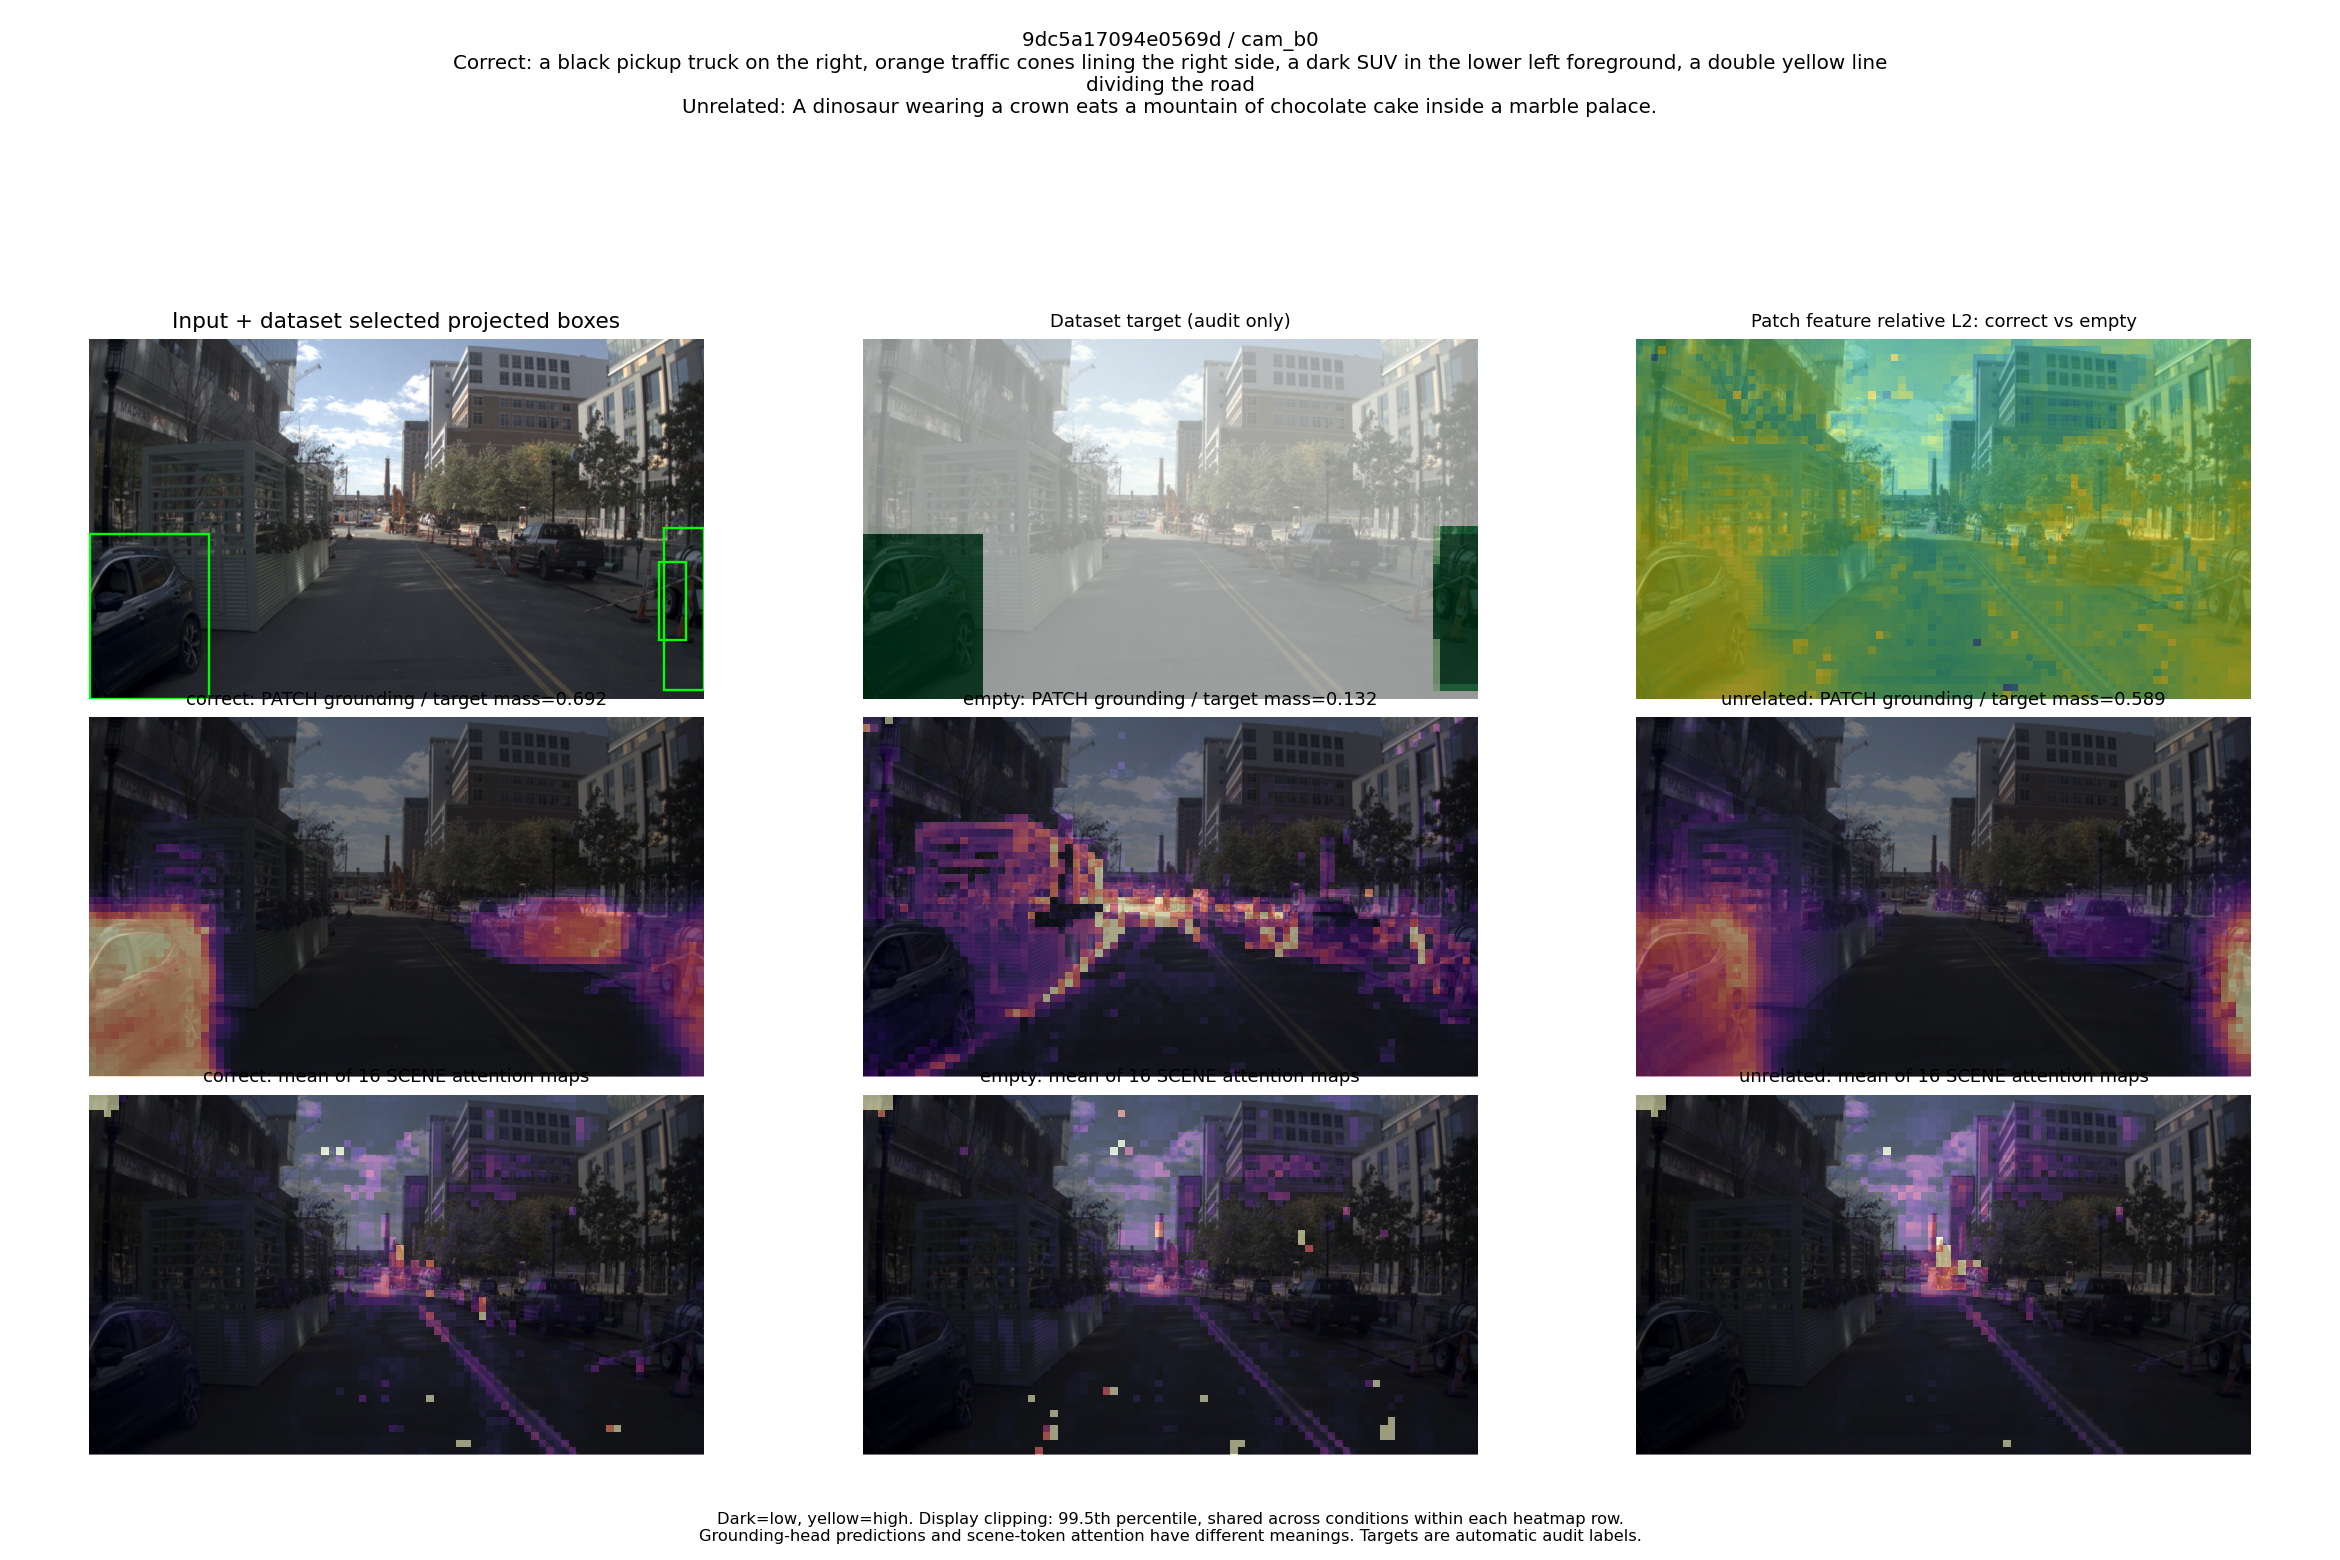 9dc5a17094e0569d / cam_b0
Correct: a black pickup truck on the right, orange traffic cones lining the right side, a dark SUV in the lower left foreground, a double yellow line
dividing the road
Unrelated: A dinosaur wearing a crown eats a mountain of chocolate cake inside a marble palace.
Input + dataset selected projected boxes
Dataset target (audit only)
Patch feature relative L2: correct vs empty
correct: PATCH grounding / target mass=0.692
empty: PATCH grounding / target mass=0.132
unrelated: PATCH grounding / target mass=0.589
correct: mean of 16 SCENE attention maps
empty: mean of 16 SCENE attention maps
unrelated: mean of 16 SCENE attention maps
Dark=low, yellow=high. Display clipping: 99.5th percentile, shared across conditions within each heatmap row.
Grounding-head predictions and scene-token attention have different meanings. Targets are automatic audit labels.